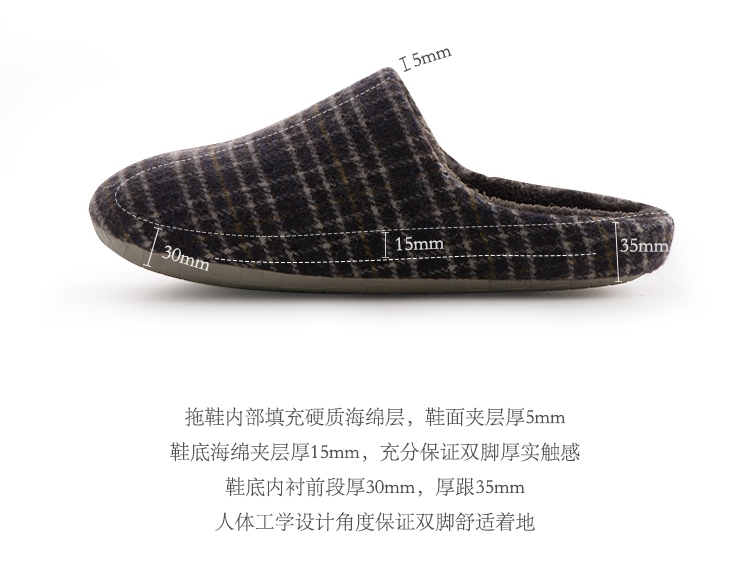 5mm
15mm
35mm
30mm
拖鞋内部填充硬质海绵层，鞋面夹层厚5mm
鞋底海绵夹层厚15mm，充分保证双脚厚实触感
鞋底内衬前段厚30mm，厚跟35mm
人体工学设计角度保证双脚舒适着地